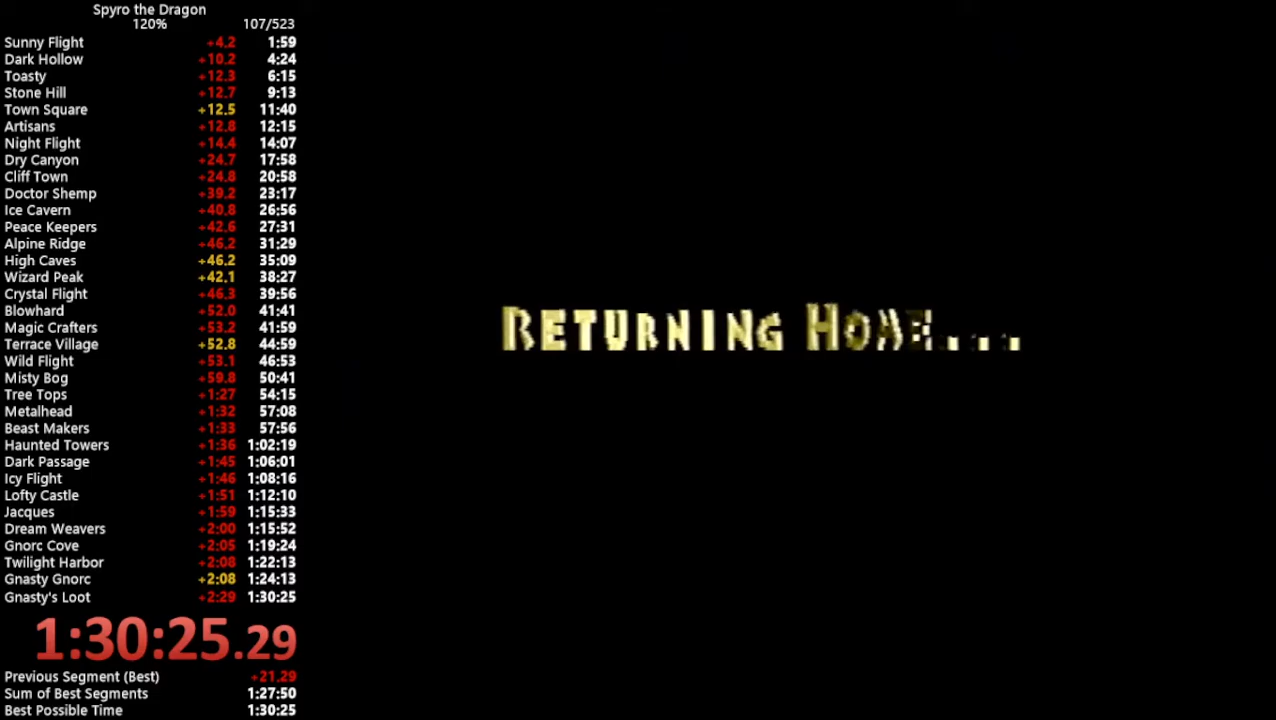 Spyro the Dragon
120% 107/523
Sunny Flight +4.2 1:59
Dark Hollow +10.2 4:24
Toasty +12.3 6:15
Stone Hill +12.7 9:13
Town Square +12.5 11:40
Artisans +12.8 12:15
Night Flight +14.4 14:07
Dry Canyon +24.7 17:58
Cliff Town +24.8 20:58
Doctor Shemp +39.2 23:17
Ice Cavern +40.8 26:56
Peace Keepers +42.6 27:31
Alpine Ridge +46.2 31:29
High Caves +46.2 35:09
Wizard Peak +42.1 38:27
Crystal Flight +46.3 39:56
Blowhard +52.0 41:41
Magic Crafters +53.2 41:59
Terrace Village +52.8 44:59
Wild Flight +53.1 46:53
Misty Bog +59.8 50:41
Tree Tops +1:27 54:15
Metalhead +1:32 57:08
Beast Makers +1:33 57:56
Haunted Towers +1:36 1:02:19
Dark Passage +1:45 1:06:01
Icy Flight +1:46 1:08:16
Lofty Castle +1:51 1:12:10
Jacques +1:59 1:15:33
Dream Weavers +2:00 1:15:52
Gnorc Cove +2:05 1:19:24
Twilight Harbor +2:08 1:22:13
Gnasty Gnorc +2:08 1:24:13
Gnasty's Loot +2:29 1:30:25
1:30:25.29
Previous Segment (Best) +21.29
Sum of Best Segments 1:27:50
Best Possible Time 1:30:25
Returning Home....